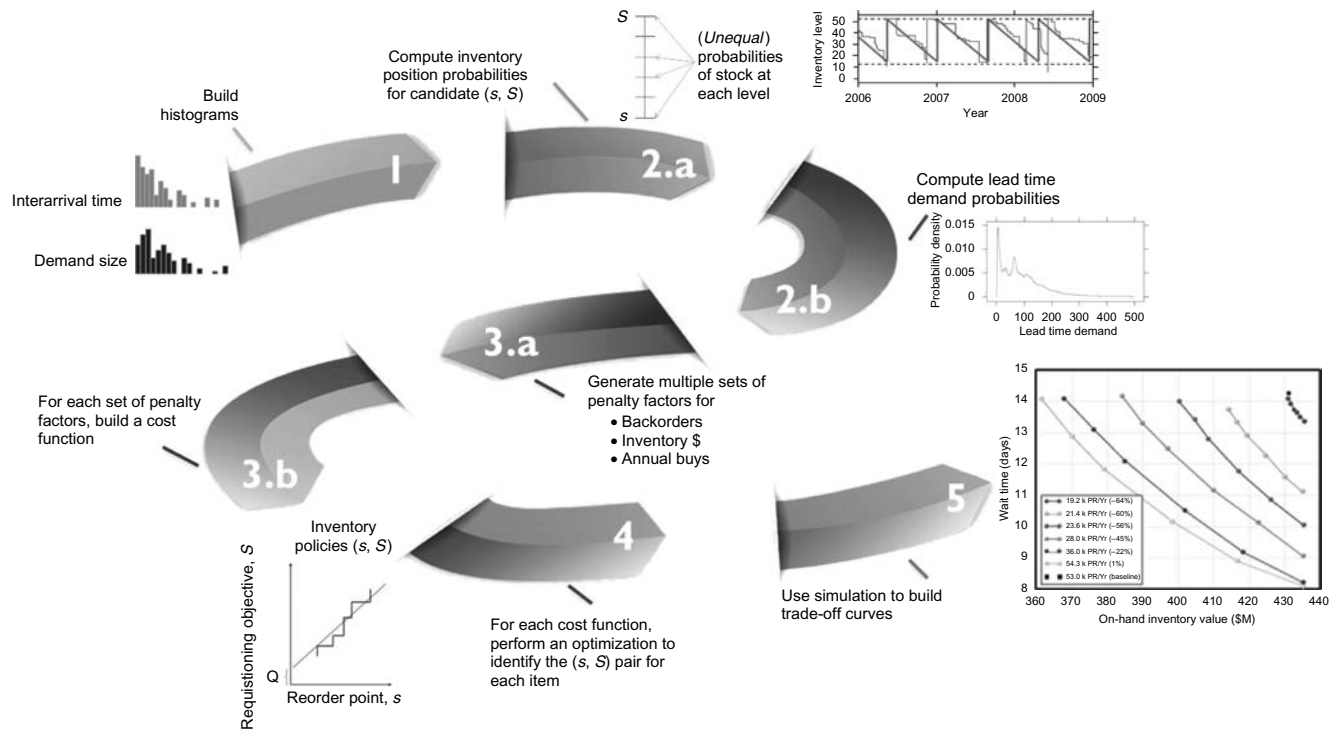 Build
histograms
Interarrival time
Demand size
1
Compute inventory
position probabilities
for candidate (s, S)
S
s
(Unequal)
probabilities
of stock at
each level
2.a
Inventory level
50
40
30
20
10
0
2006
2007
2008
2009
Year
Compute lead time
demand probabilities
2.b
Probability density
0.015
0.010
0.005
0
0
100
200
300
400
500
Lead time demand
3.a
Generate multiple sets of
penalty factors for
• Backorders
• Inventory $
• Annual buys
For each set of penalty
factors, build a cost
function
3.b
Inventory
policies (s, S)
Requistioning objective, S
Q
Reorder point, s
4
For each cost function,
perform an optimization to
identify the (s, S) pair for
each item
5
Use simulation to build
trade-off curves
Wait time (days)
15
14
13
12
11
10
9
8
19.2 k PR/Yr (−64%)
21.4 k PR/Yr (−60%)
23.6 k PR/Yr (−56%)
28.0 k PR/Yr (−45%)
36.0 k PR/Yr (−22%)
54.3 k PR/Yr (1%)
53.0 k PR/Yr (baseline)
360
370
380
390
400
410
420
430
440
On-hand inventory value ($M)